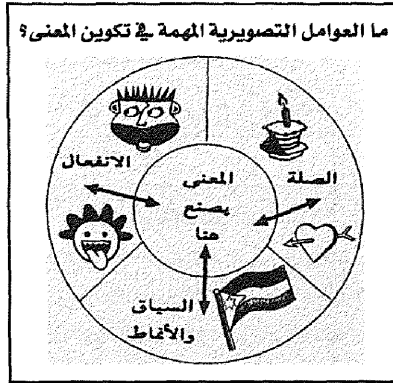 ما العوامل التصويرية المهمة في تكوين المعنى؟
الانفعال
المعنى
يصنع
هنا
الصلة
السياق
والأنماط